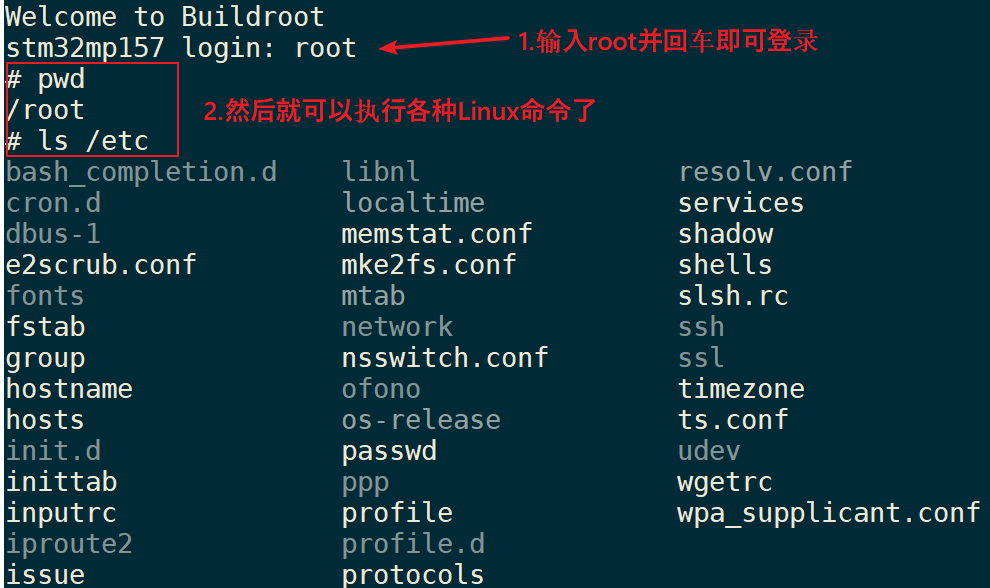 Welcome to Buildroot
stm32mp157 login: root
1.输入root并回车即可登录
# pwd
/root
2.然后就可以执行各种Linux命令了
# ls /etc
bash_completion.d libnl resolv.conf
cron.d localtime services
dbus-1 memstat.conf shadow
e2scrub.conf mke2fs.conf shells
fonts mtab slsh.rc
fstab network ssh
group nsswitch.conf ssl
hostname ofono timezone
hosts os-release ts.conf
init.d passwd udev
inittab ppp wgetrc
inputrc profile wpa_supplicant.conf
iproute2 profile.d
issue protocols